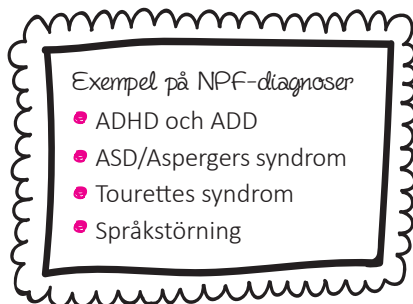 Exempel på NPF-diagnoser
ADHD och ADD
ASD/Aspergers syndrom
Tourettes syndrom
Språkstörning